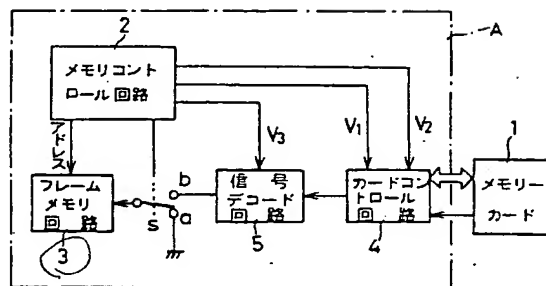 2
A
メモリコント
ロール回路
アドレス
V3
V1
V2
1
フレーム
メモリ
回路
3
s
b
a
信号
デコード
回路
5
カードコン
トロール
回路
4
メモリー
カード